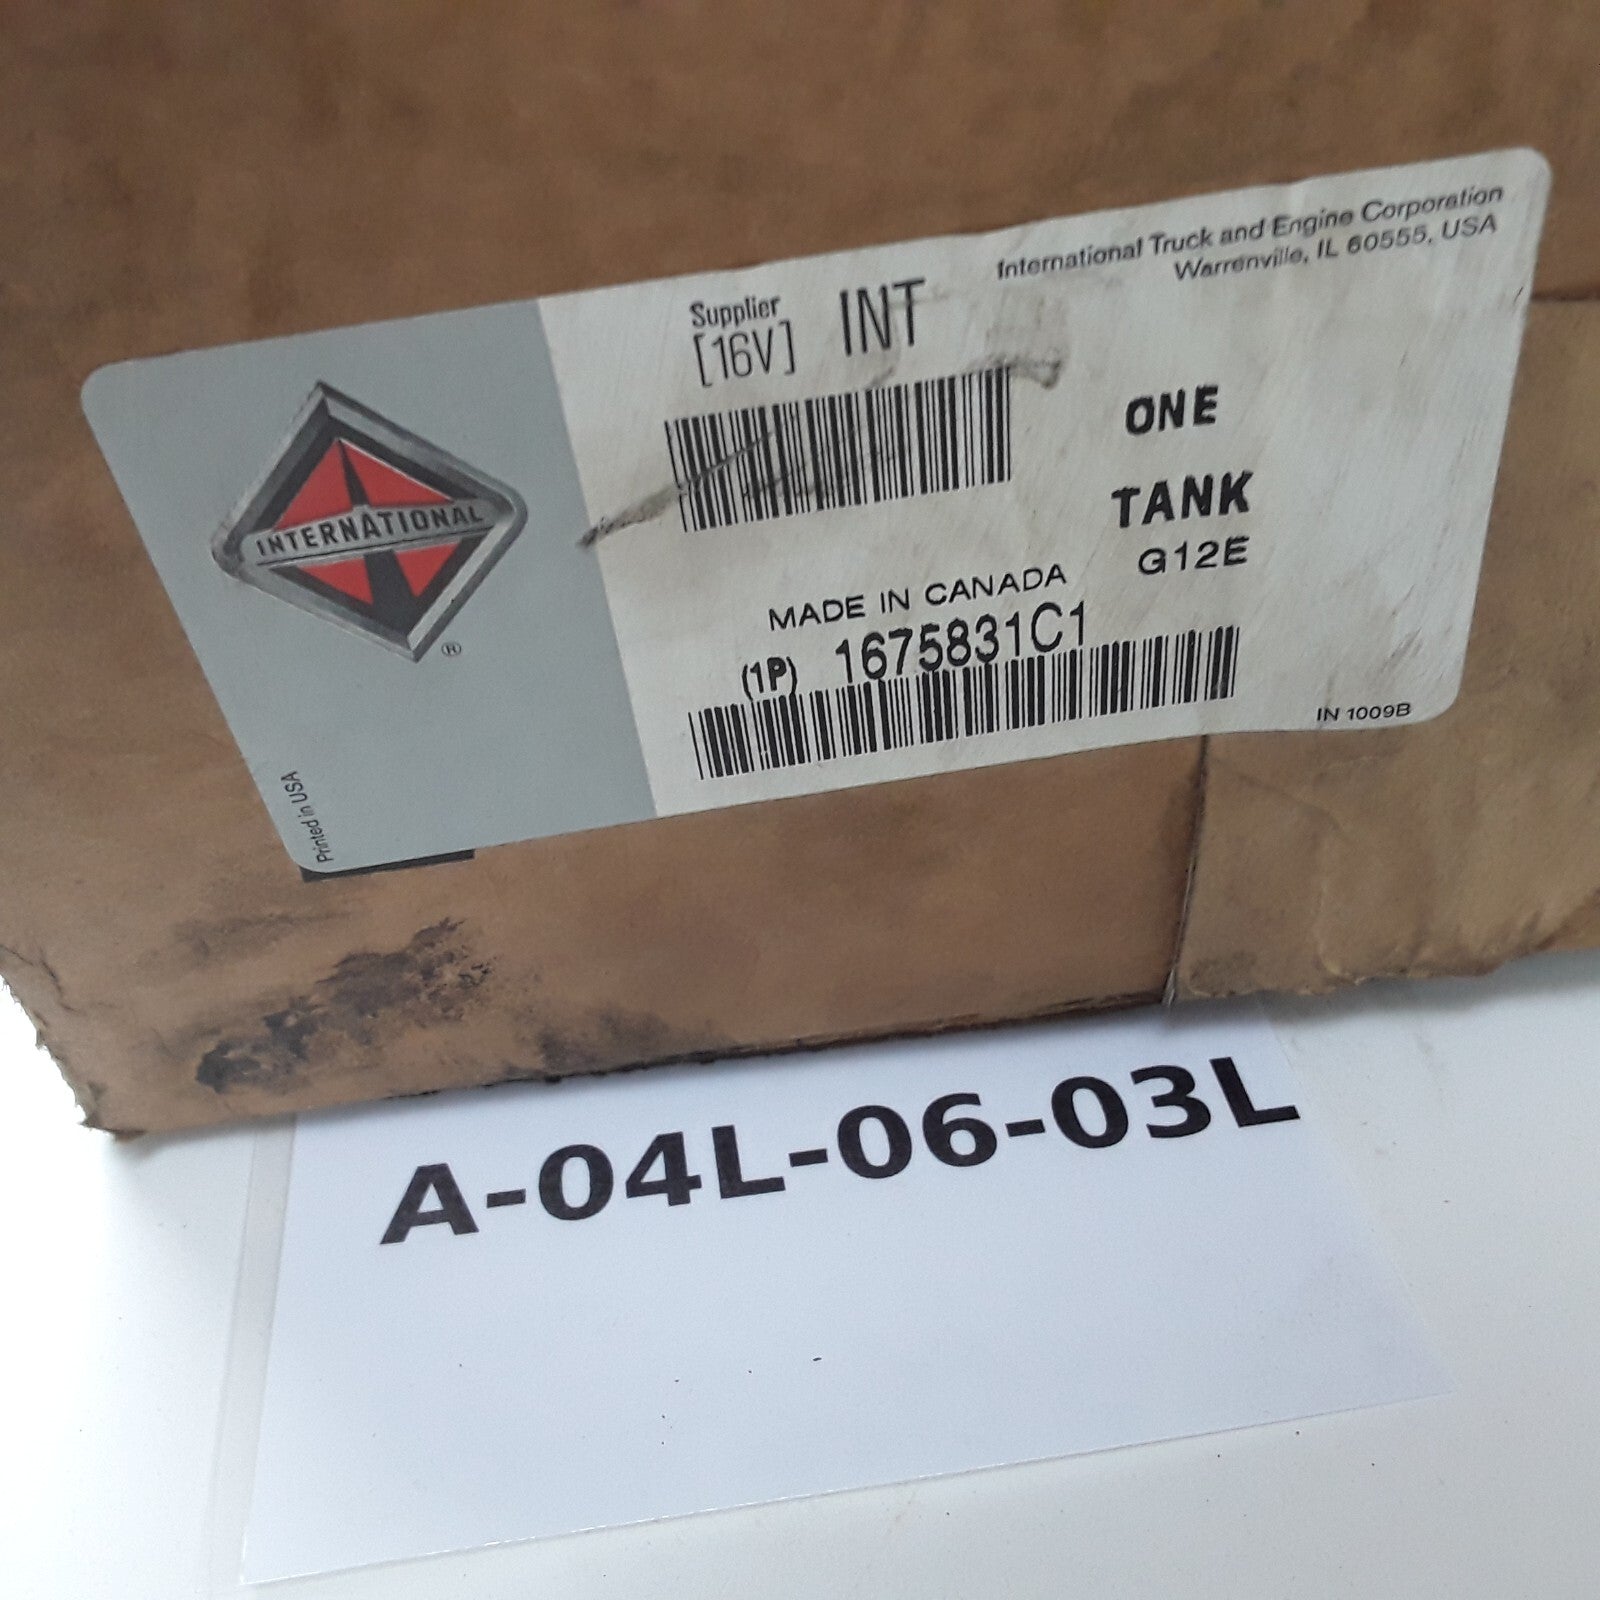 International Truck and Engine Corporation
Warrenville, IL 60555, USA
Supplier
[16V] INT
ONE
TANK
G12E
INTERNATIONAL
®
MADE IN CANADA
(1P) 1675831C1
IN 1009B
Printed in USA
A-04L-06-03L